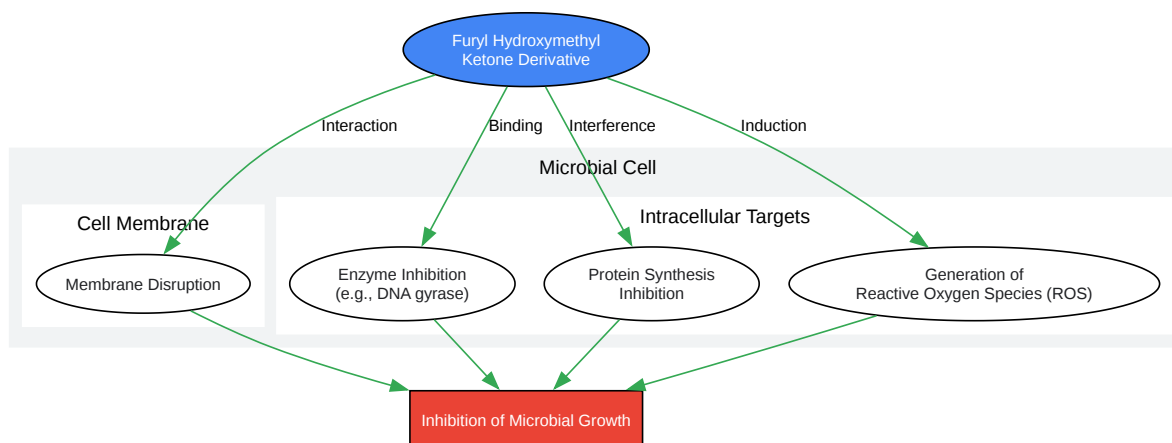 Furyl Hydroxymethyl
Ketone Derivative
Interaction
Binding
Interference
Induction
Microbial Cell
Cell Membrane
Intracellular Targets
Membrane Disruption
Enzyme Inhibition
(e.g., DNA gyrase)
Protein Synthesis
Inhibition
Generation of
Reactive Oxygen Species (ROS)
Inhibition of Microbial Growth